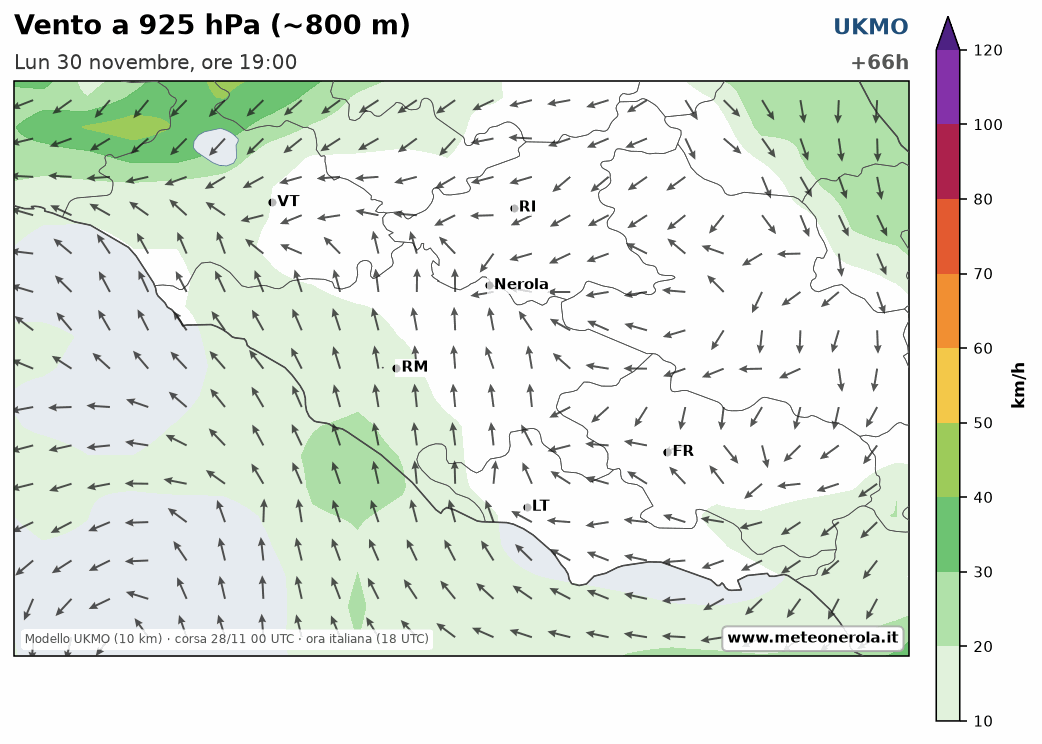 Vento a 925 hPa (~800 m)
UKMO
Lun 30 novembre, ore 19:00
+66h
VT
RI
Nerola
RM
FR
LT
120
100
80
70
60
50
40
30
20
10
km/h
Modello UKMO (10 km) · corsa 28/11 00 UTC · ora italiana (18 UTC)
www.meteonerola.it